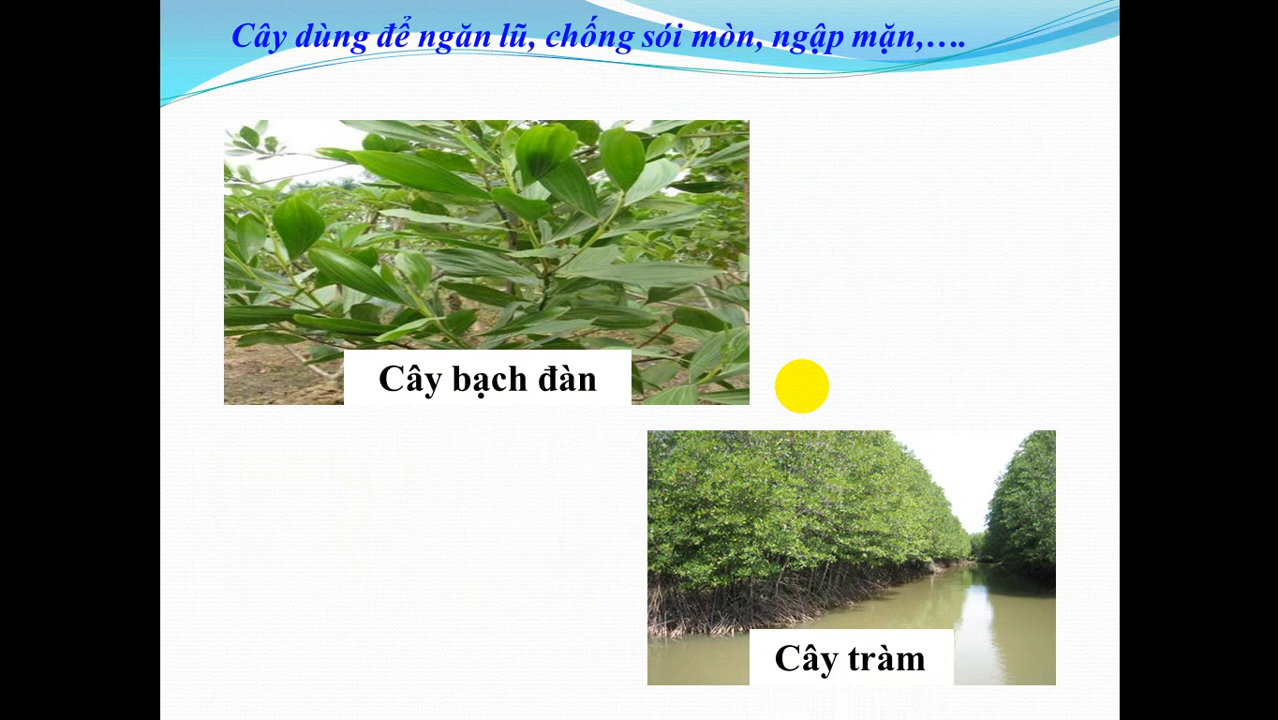 Cây dùng để ngăn lũ, chống sói mòn, ngập mặn,….
Cây bạch đàn
Cây tràm